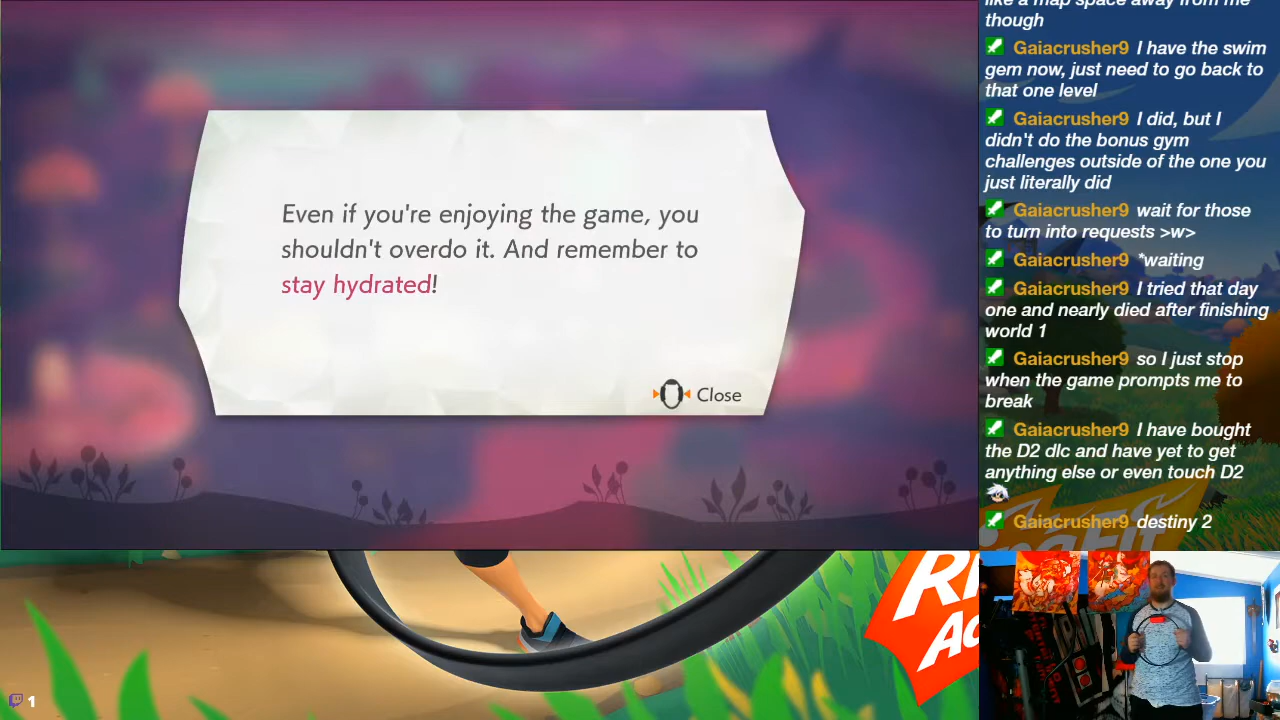 Even if you're enjoying the game, you
shouldn't overdo it. And remember to
stay hydrated!
Close
like a map space away from me
though
Gaiacrusher9 I have the swim
gem now, just need to go back to
that one level
Gaiacrusher9 I did, but I
didn't do the bonus gym
challenges outside of the one you
just literally did
Gaiacrusher9 wait for those
to turn into requests >w>
Gaiacrusher9 *waiting
Gaiacrusher9 I tried that day
one and nearly died after finishing
world 1
Gaiacrusher9 so I just stop
when the game prompts me to
break
Gaiacrusher9 I have bought
the D2 dlc and have yet to get
anything else or even touch D2
Gaiacrusher9 destiny 2
1